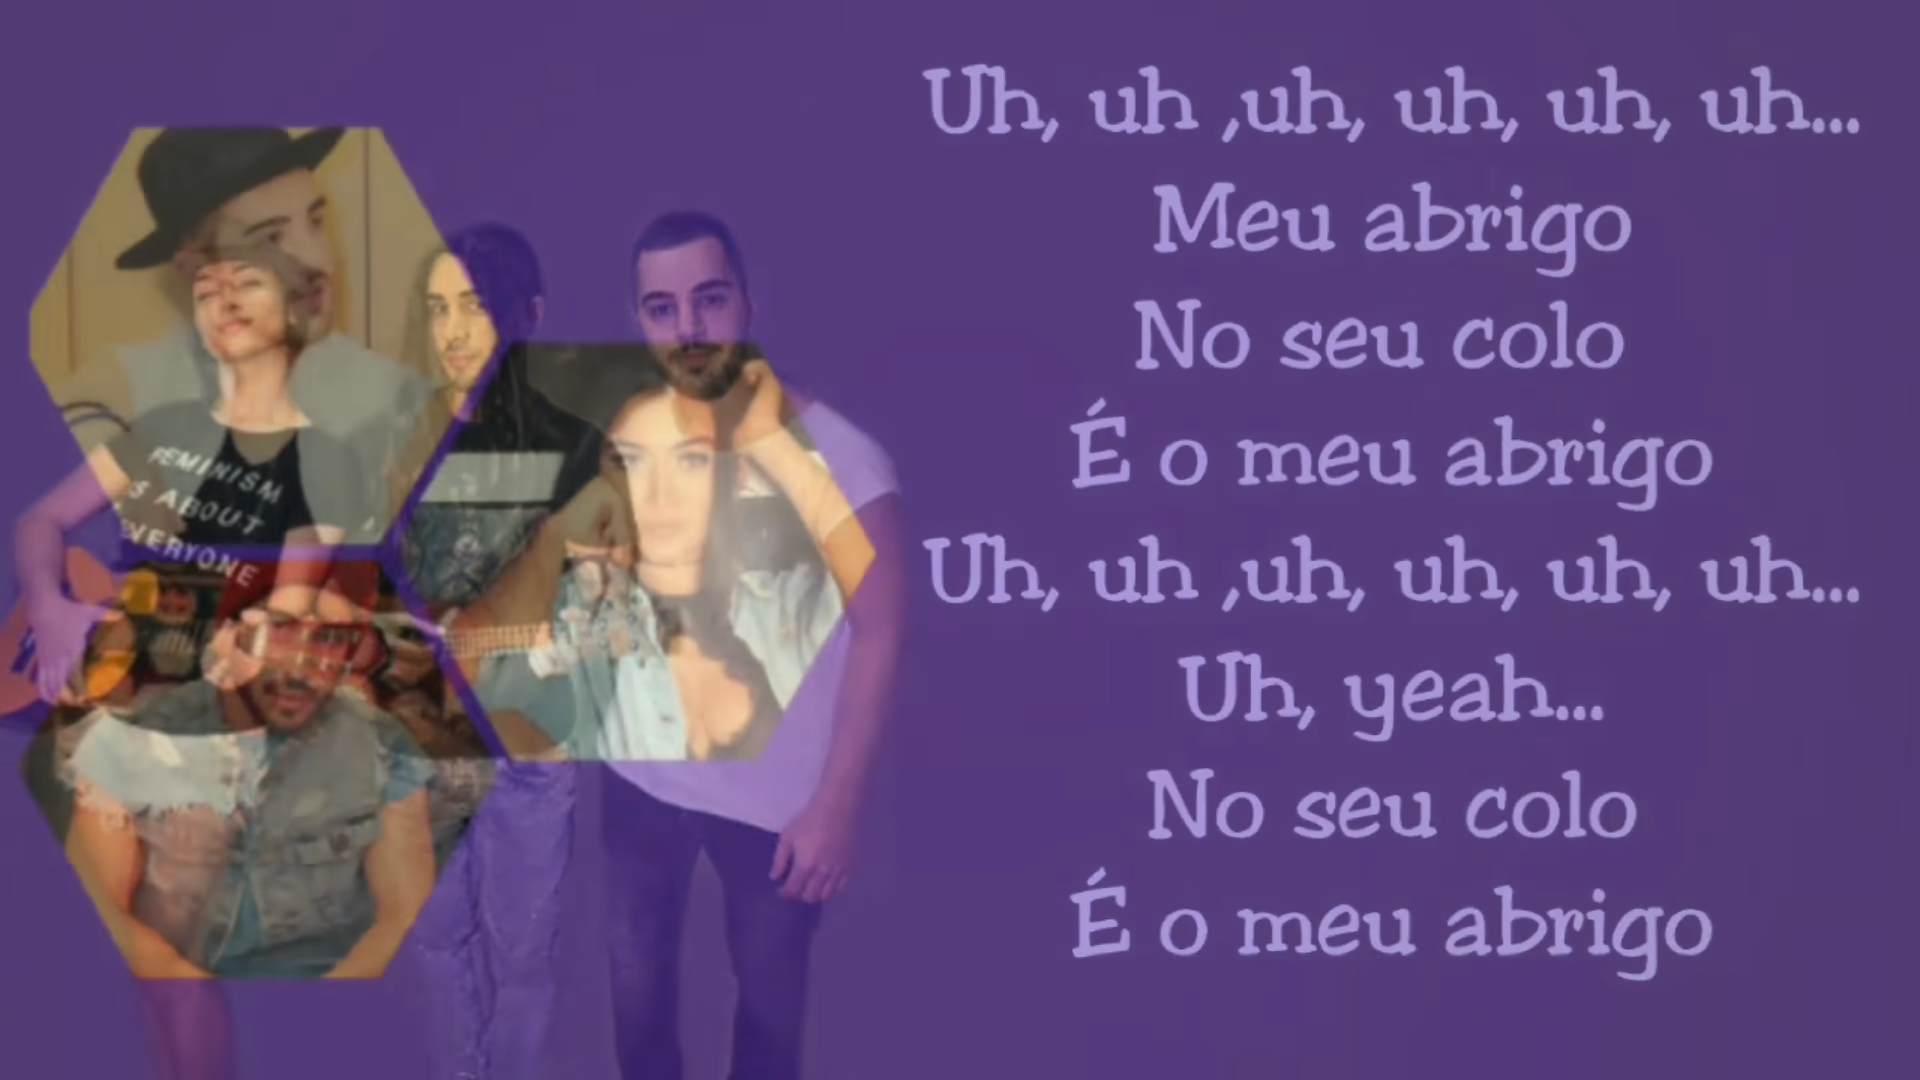 Uh, uh ,uh, uh, uh, uh...
Meu abrigo
No seu colo
É o meu abrigo
Uh, uh ,uh, uh, uh, uh...
Uh, yeah...
No seu colo
É o meu abrigo
FEMINISM
IS ABOUT
EVERYONE